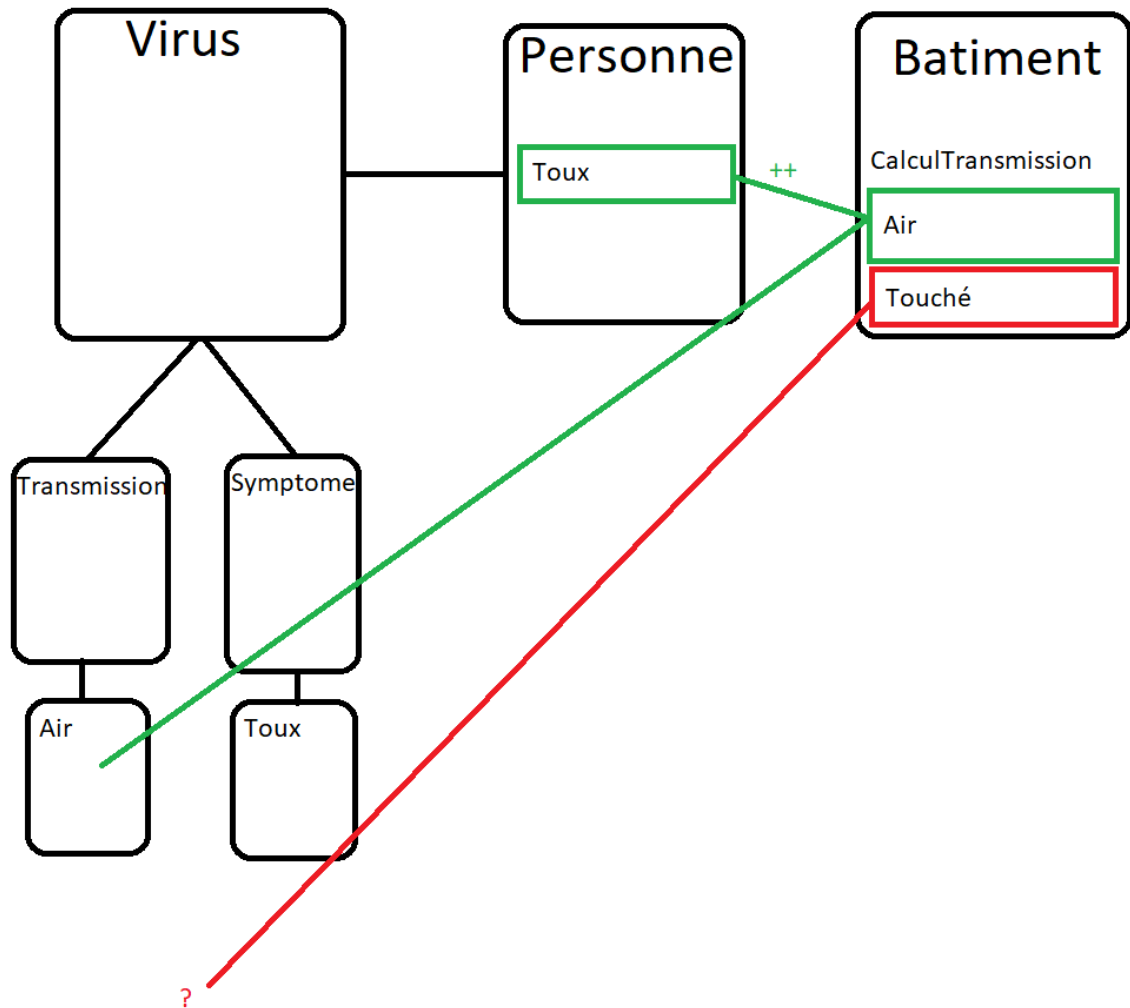 Virus
Personne
Batiment
Toux
++
CalculTransmission
Air
Touché
Transmission
Symptome
Air
Toux
?